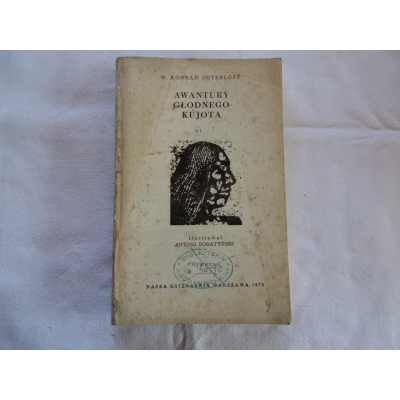 W. KONRAD OSTERLOFF
AWANTURY
GŁODNEGO
KUJOTA
ilustrował
ANTONI BORATYŃSKI
NASZA KSIĘGARNIA WARSZAWA 1972